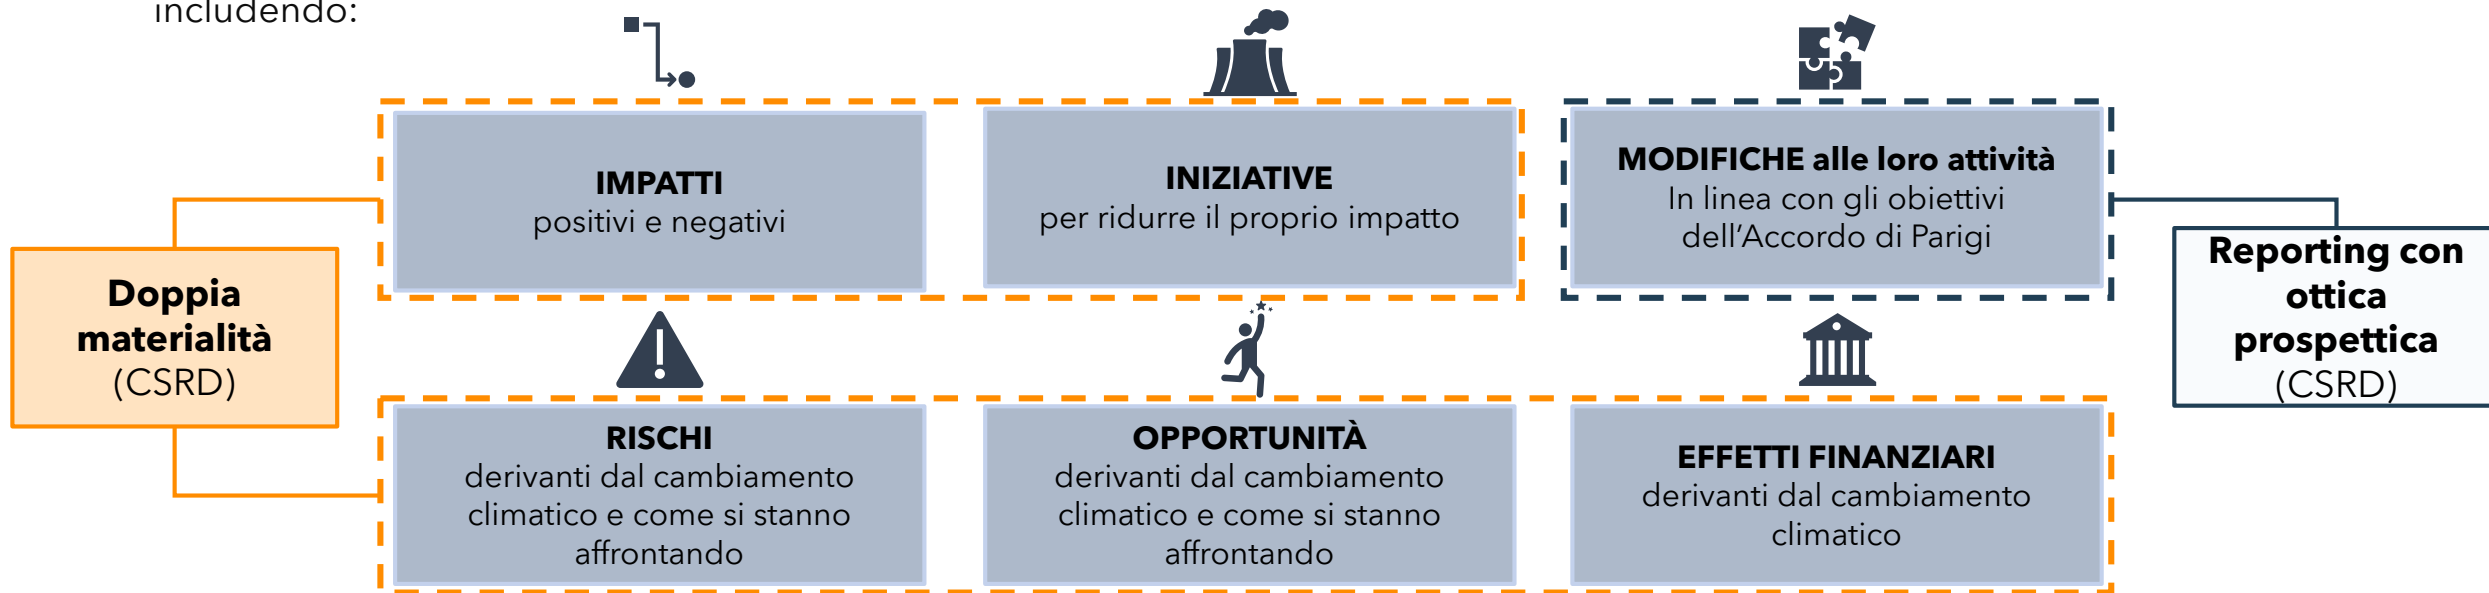 includendo:
IMPATTI
positivi e negativi
INIZIATIVE
per ridurre il proprio impatto
MODIFICHE alle loro attività
In linea con gli obiettivi
dell’Accordo di Parigi
Doppia
materialità
(CSRD)
Reporting con
ottica
prospettica
(CSRD)
RISCHI
derivanti dal cambiamento
climatico e come si stanno
affrontando
OPPORTUNITÀ
derivanti dal cambiamento
climatico e come si stanno
affrontando
EFFETTI FINANZIARI
derivanti dal cambiamento
climatico